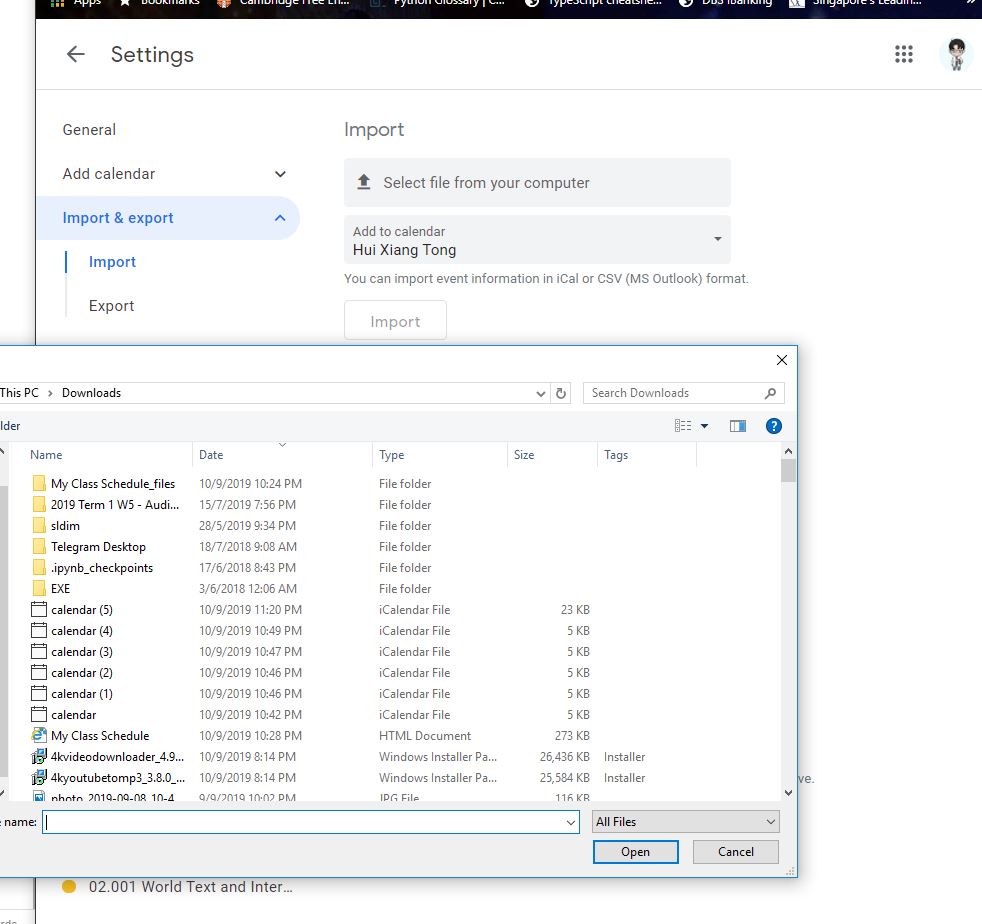 Apps Bookmarks Cambridge Free En... Python Glossary | C... TypeScript cheatshe... DBS iBanking Singapore's Leadin... »
Settings
General
Add calendar
Import & export
Import
Export
Import
Select file from your computer
Add to calendar
Hui Xiang Tong
You can import event information in iCal or CSV (MS Outlook) format.
Import
This PC > Downloads
Search Downloads
lder
?
Name Date Type Size Tags
My Class Schedule_files 10/9/2019 10:24 PM File folder
2019 Term 1 W5 - Audi... 15/7/2019 7:56 PM File folder
sldim 28/5/2019 9:34 PM File folder
Telegram Desktop 18/7/2018 9:08 AM File folder
.ipynb_checkpoints 17/6/2018 8:43 PM File folder
EXE 3/6/2018 12:06 AM File folder
calendar (5) 10/9/2019 11:20 PM iCalendar File 23 KB
calendar (4) 10/9/2019 10:49 PM iCalendar File 5 KB
calendar (3) 10/9/2019 10:47 PM iCalendar File 5 KB
calendar (2) 10/9/2019 10:46 PM iCalendar File 5 KB
calendar (1) 10/9/2019 10:46 PM iCalendar File 5 KB
calendar 10/9/2019 10:42 PM iCalendar File 5 KB
My Class Schedule 10/9/2019 10:28 PM HTML Document 273 KB
4kvideodownloader_4.9... 10/9/2019 8:14 PM Windows Installer Pa... 26,436 KB Installer
4kyoutubetomp3_3.8.0_... 10/9/2019 8:14 PM Windows Installer Pa... 25,584 KB Installer
photo_2019-09-08_10-4... 9/9/2019 10:02 PM JPG File 116 KB
ve.
e name:
All Files
Open Cancel
02.001 World Text and Inter...
rds